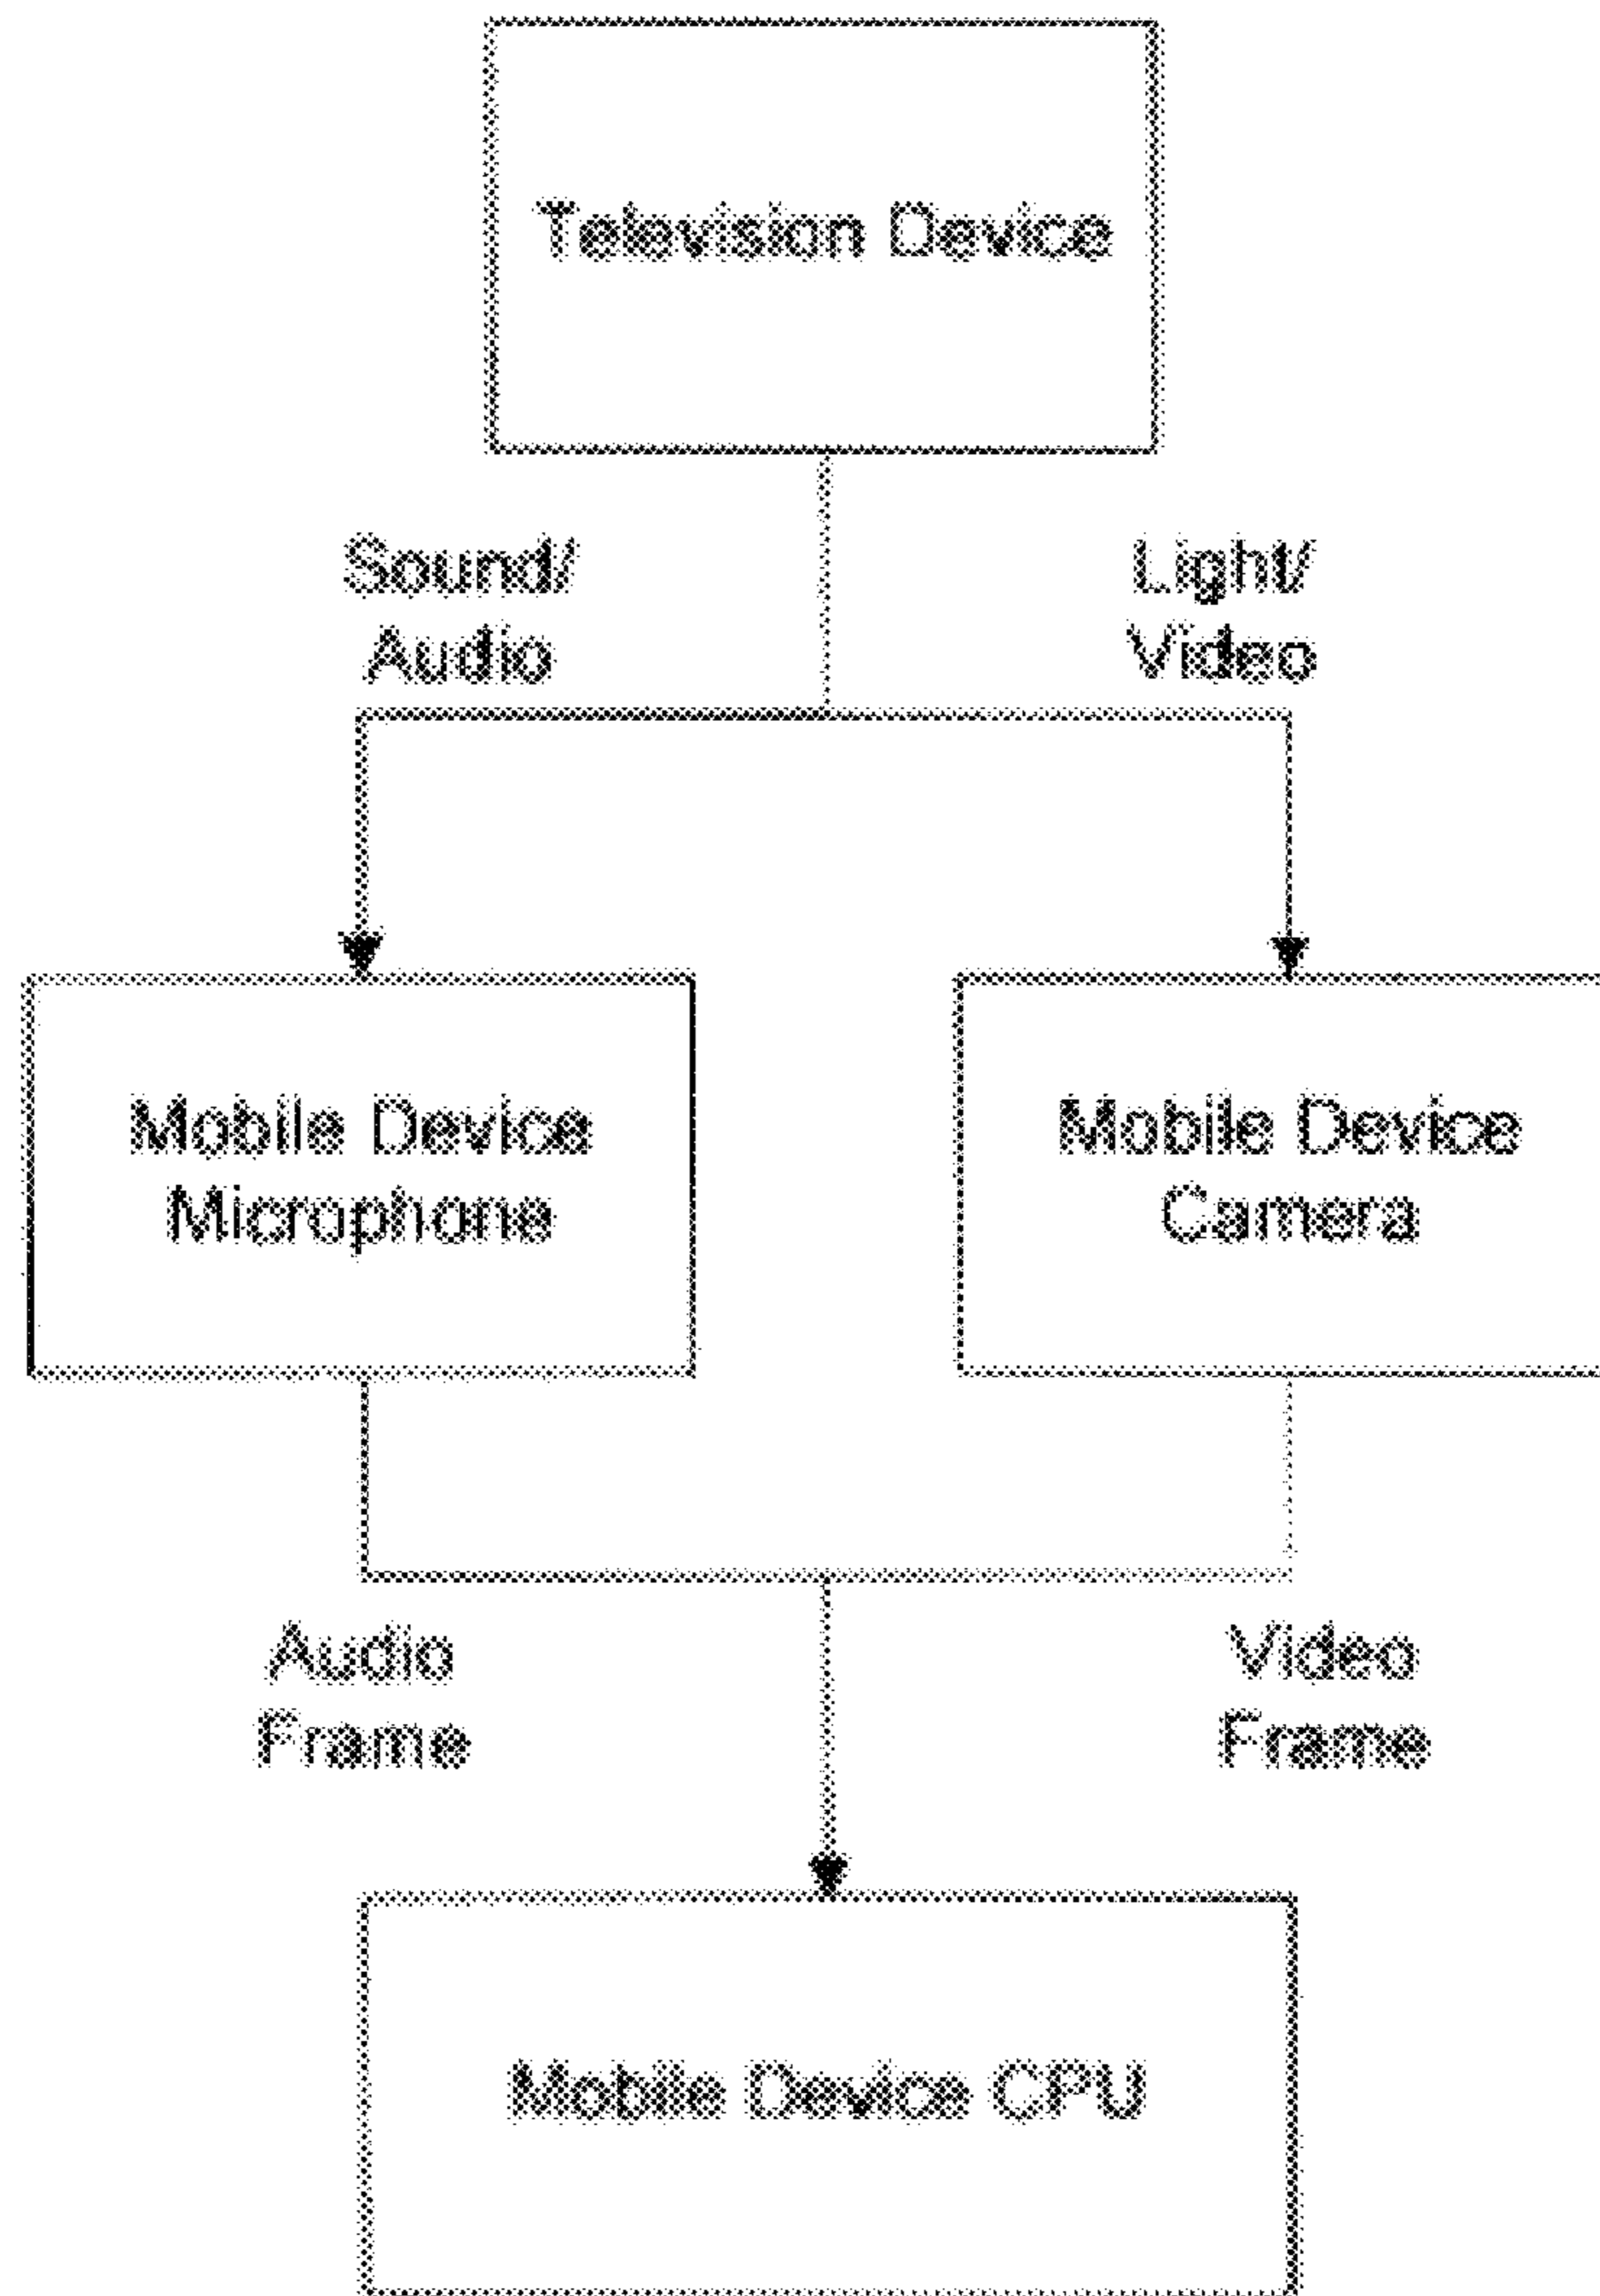 Television Device
Sound/
Audio
Light/
Video
Mobile Device
Microphone
Mobile Device
Camera
Audio
Frame
Video
Frame
Mobile Device CPU